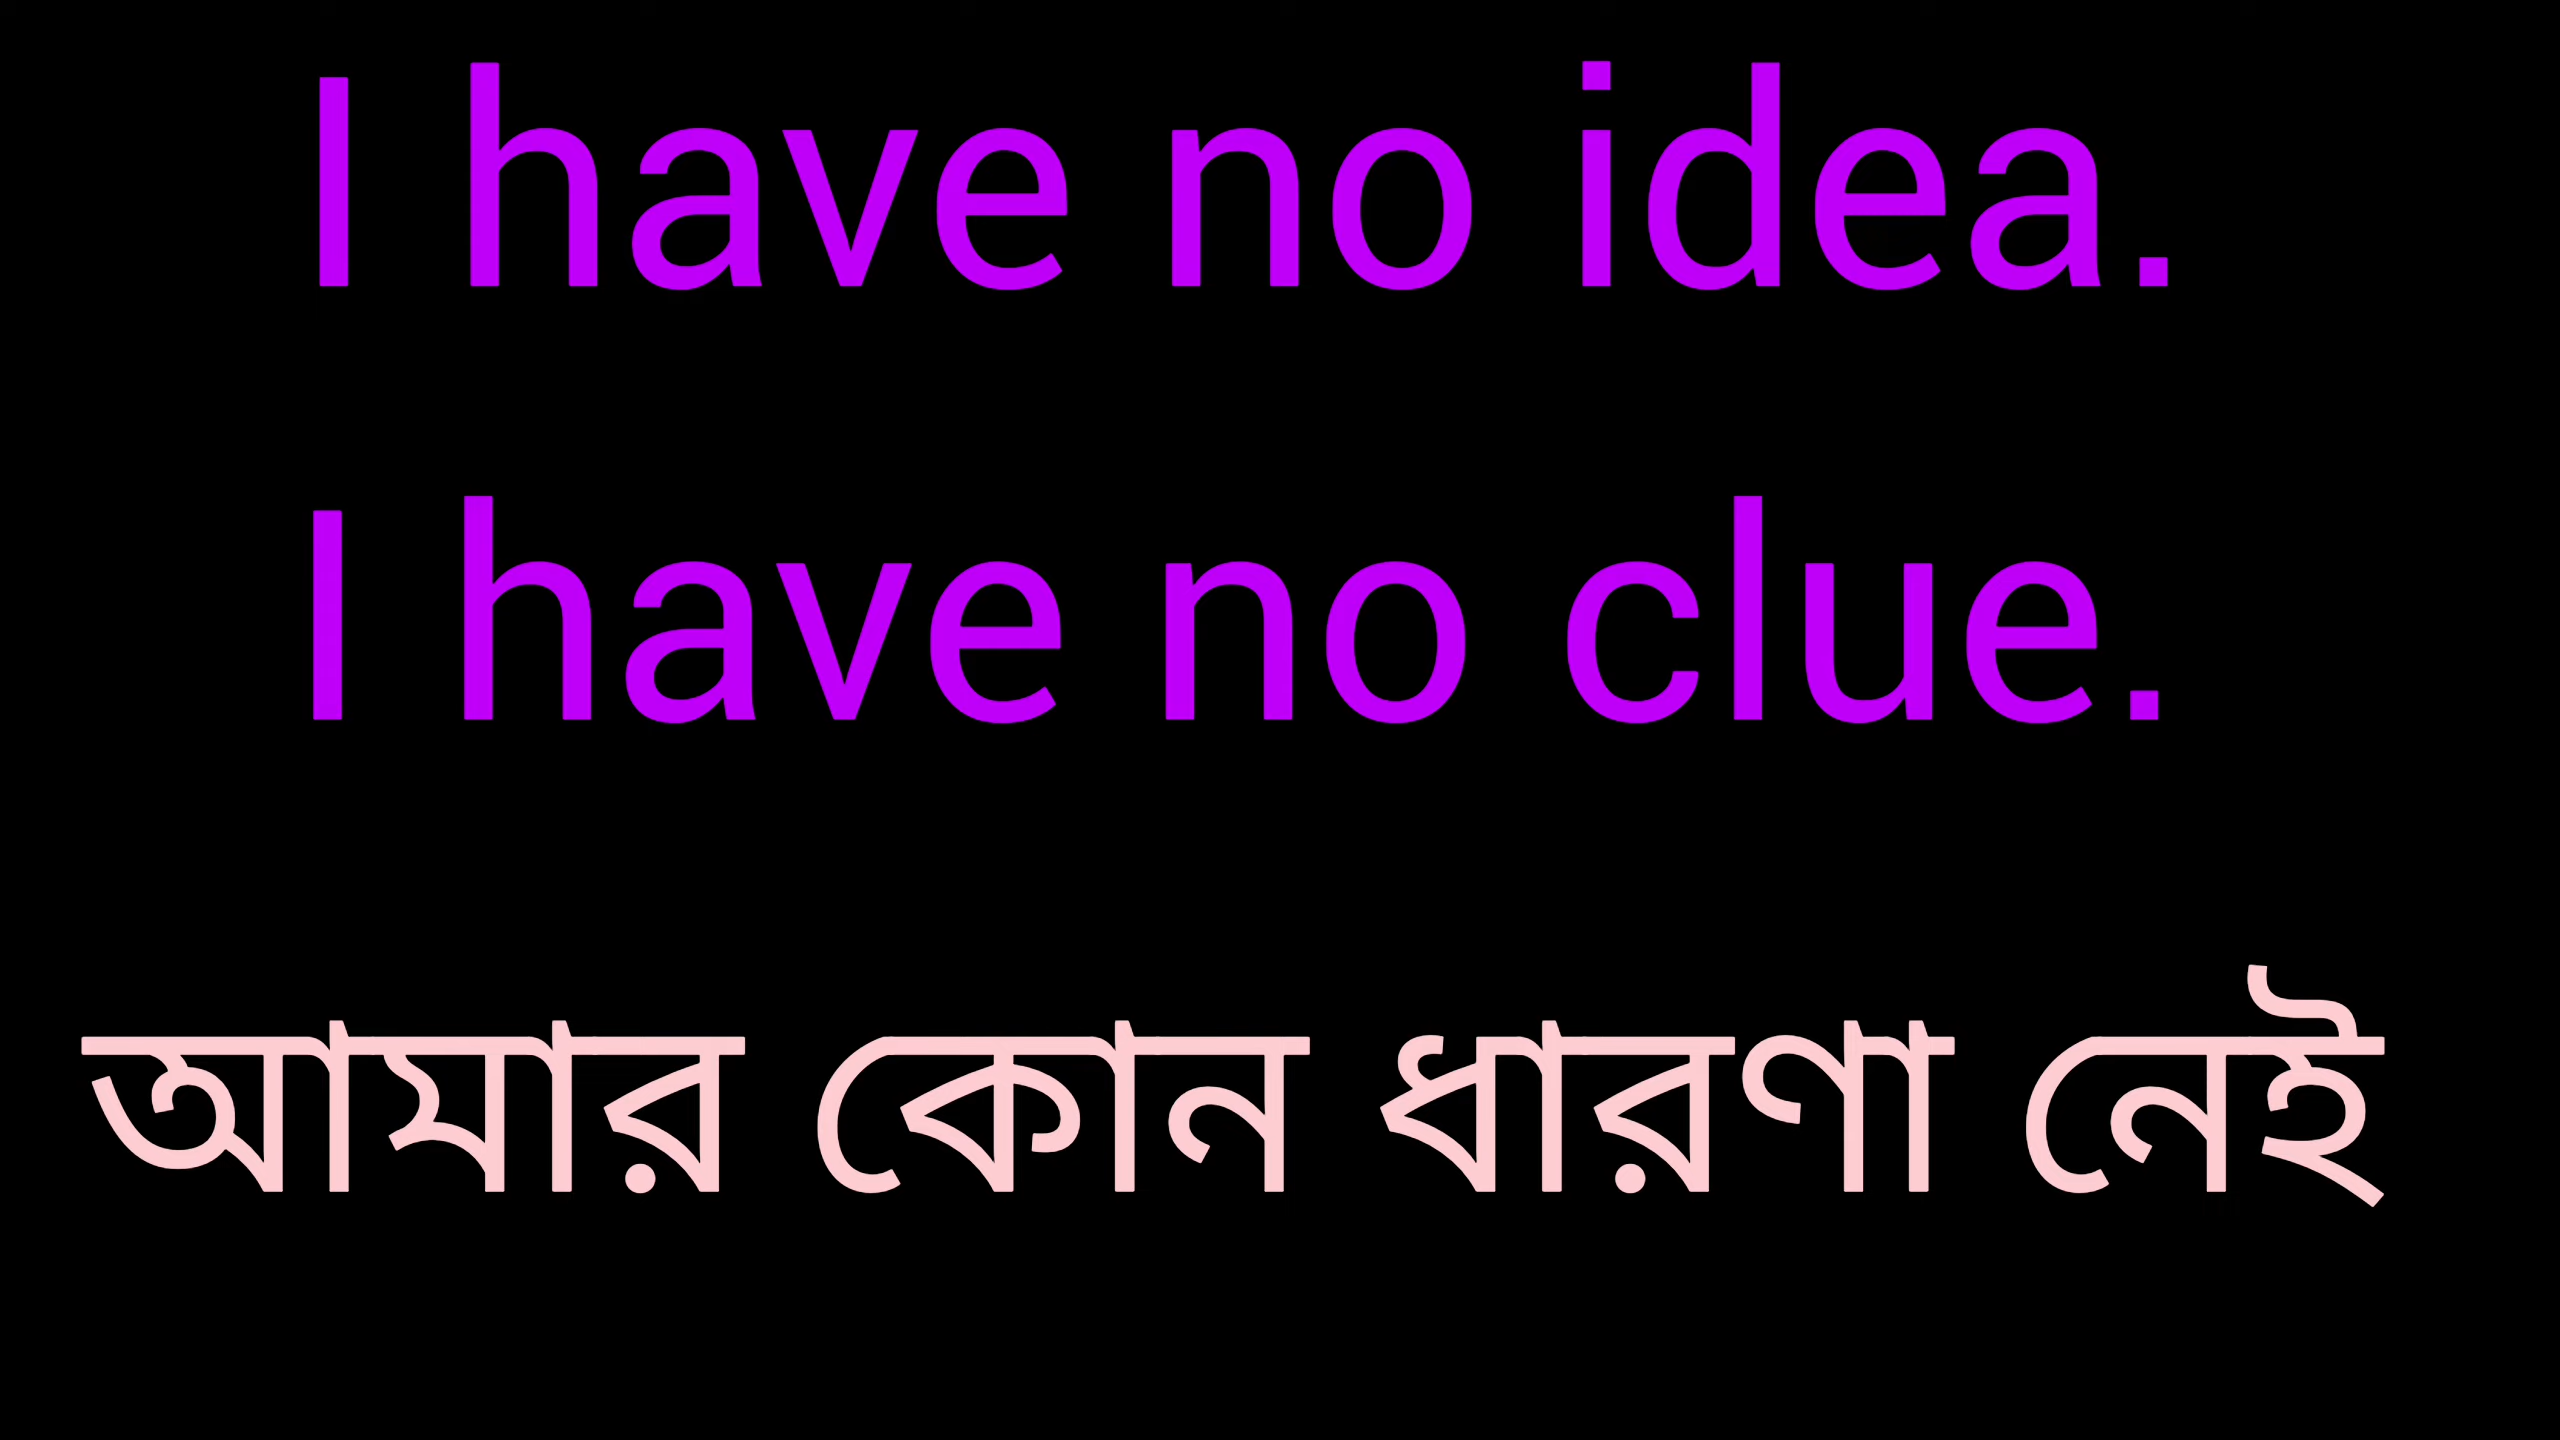 I have no idea.
I have no clue.
আমার কোন ধারণা নেই